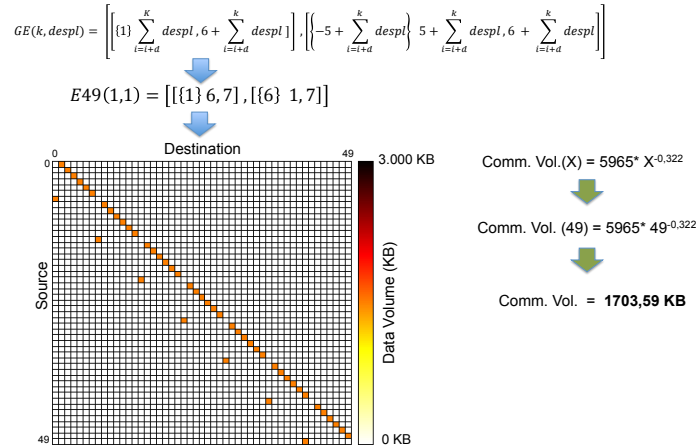 GE(k, despl) = [[[{1} K∑i=i+d despl, 6 + k∑i=i+d despl ]], [{-5 + k∑i=i+d despl} 5 + k∑i=i+d despl, 6 + k∑i=i+d despl]]
E49(1,1) = [[{1} 6, 7], [{6} 1, 7]]
Destination
0 49
0
Source
49
3.000 KB
Data Volume (KB)
0 KB
Comm. Vol.(X) = 5965* X-0,322
Comm. Vol. (49) = 5965* 49-0,322
Comm. Vol. = 1703,59 KB